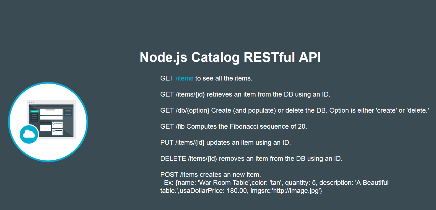 Node.js Catalog RESTful API
GET /items to see all the items.
GET /items/{id} retrieves an item from the DB using an ID.
GET /db/{option} Create (and populate) or delete the DB. Option is either 'create' or 'delete.'
GET /fib Computes the Fibonacci sequence of 20.
PUT /items/{id} updates an item using an ID.
DELETE /items/{id} removes an item from the DB using an ID.
POST /items creates an new item.
Ex: {name: 'War Room Table',color: 'tan', quantity: 0, description: 'A Beautiful
table.',usaDollarPrice: 180.00, imgsrc:'http://image.jpg'}